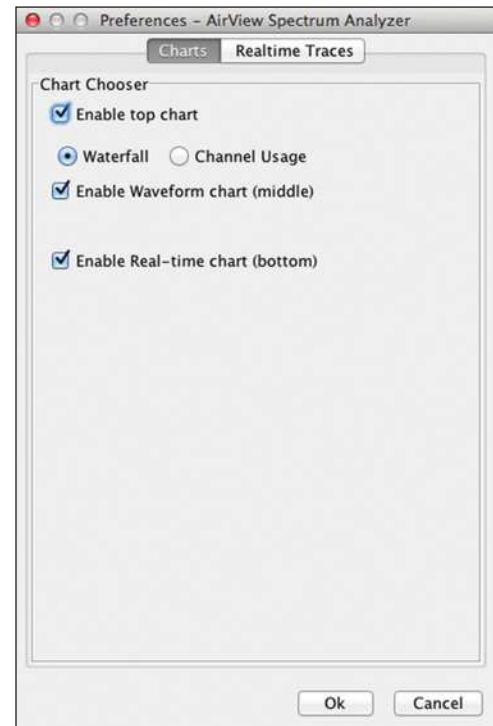 Preferences - AirView Spectrum Analyzer
Charts Realtime Traces
Chart Chooser
Enable top chart
Waterfall Channel Usage
Enable Waveform chart (middle)
Enable Real-time chart (bottom)
Ok Cancel